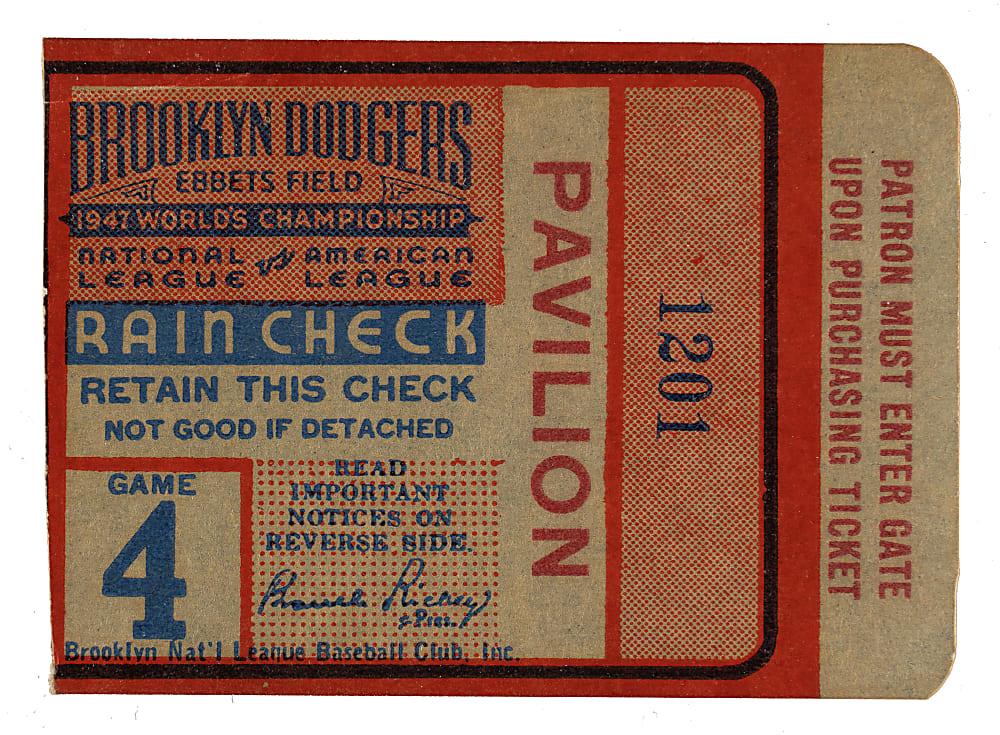 BROOKLYN DODGERS
EBBETS FIELD
1947 WORLD'S CHAMPIONSHIP
NATIONAL LEAGUE vs AMERICAN LEAGUE
RAIN CHECK
RETAIN THIS CHECK
NOT GOOD IF DETACHED
GAME
4
READ
IMPORTANT
NOTICES ON
REVERSE SIDE.
Branch Rickey
Pres.
Brooklyn Nat'l League Baseball Club, Inc.
PAVILION
1201
PATRON MUST ENTER GATE
UPON PURCHASING TICKET